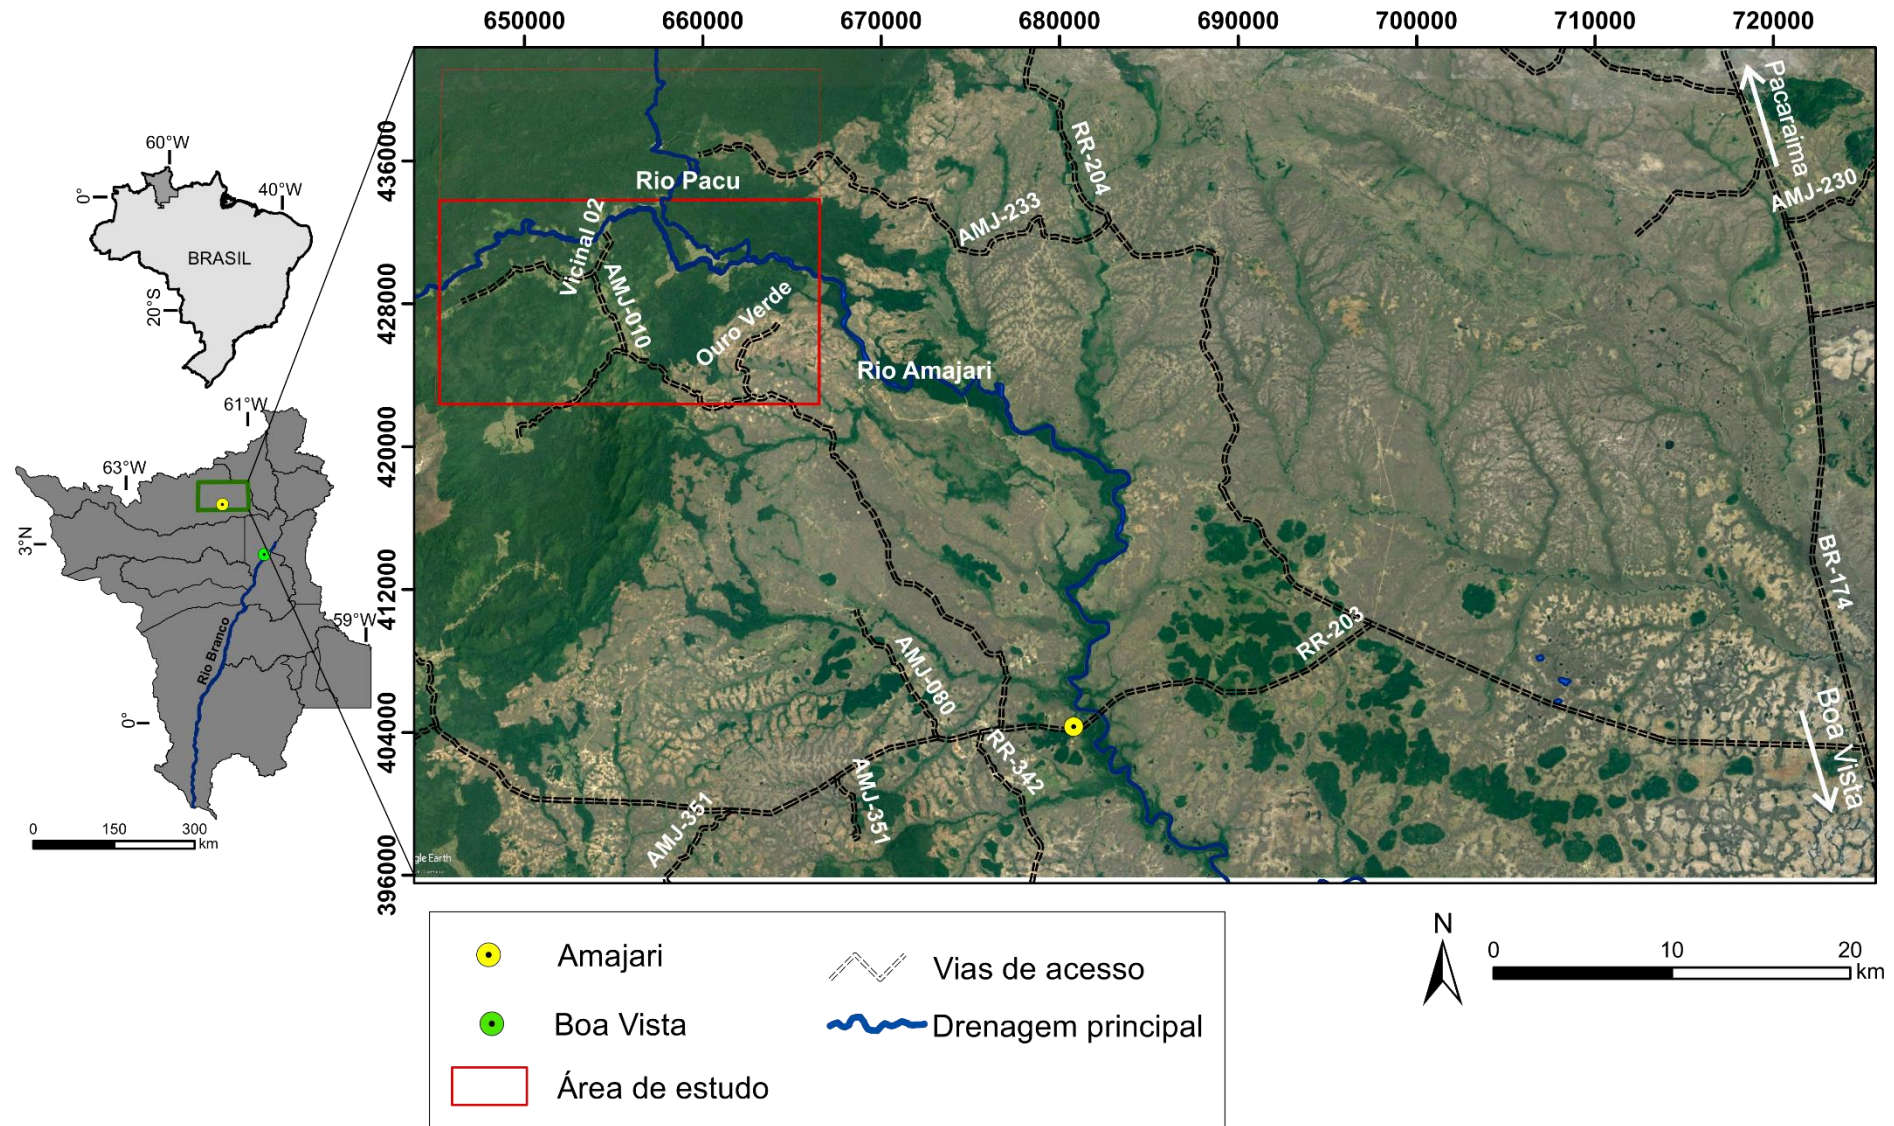 650000 660000 670000 680000 690000 700000 710000 720000
436000
428000
420000
412000
404000
396000
60°W
40°W
0°
20°S
BRASIL
61°W
63°W
59°W
3°N
0°
Rio Branco
0 150 300
km
Rio Pacu
Vicinal 02
AMJ-010
Ouro Verde
Rio Amajari
AMJ-233
RR-204
Pacaraima
AMJ-230
BR-174
RR-203
Boa Vista
AMJ-080
RR-342
AMJ-351
AMJ-351
gle Earth
Amajari
Boa Vista
Área de estudo
Vias de acesso
Drenagem principal
N
0 10 20
km